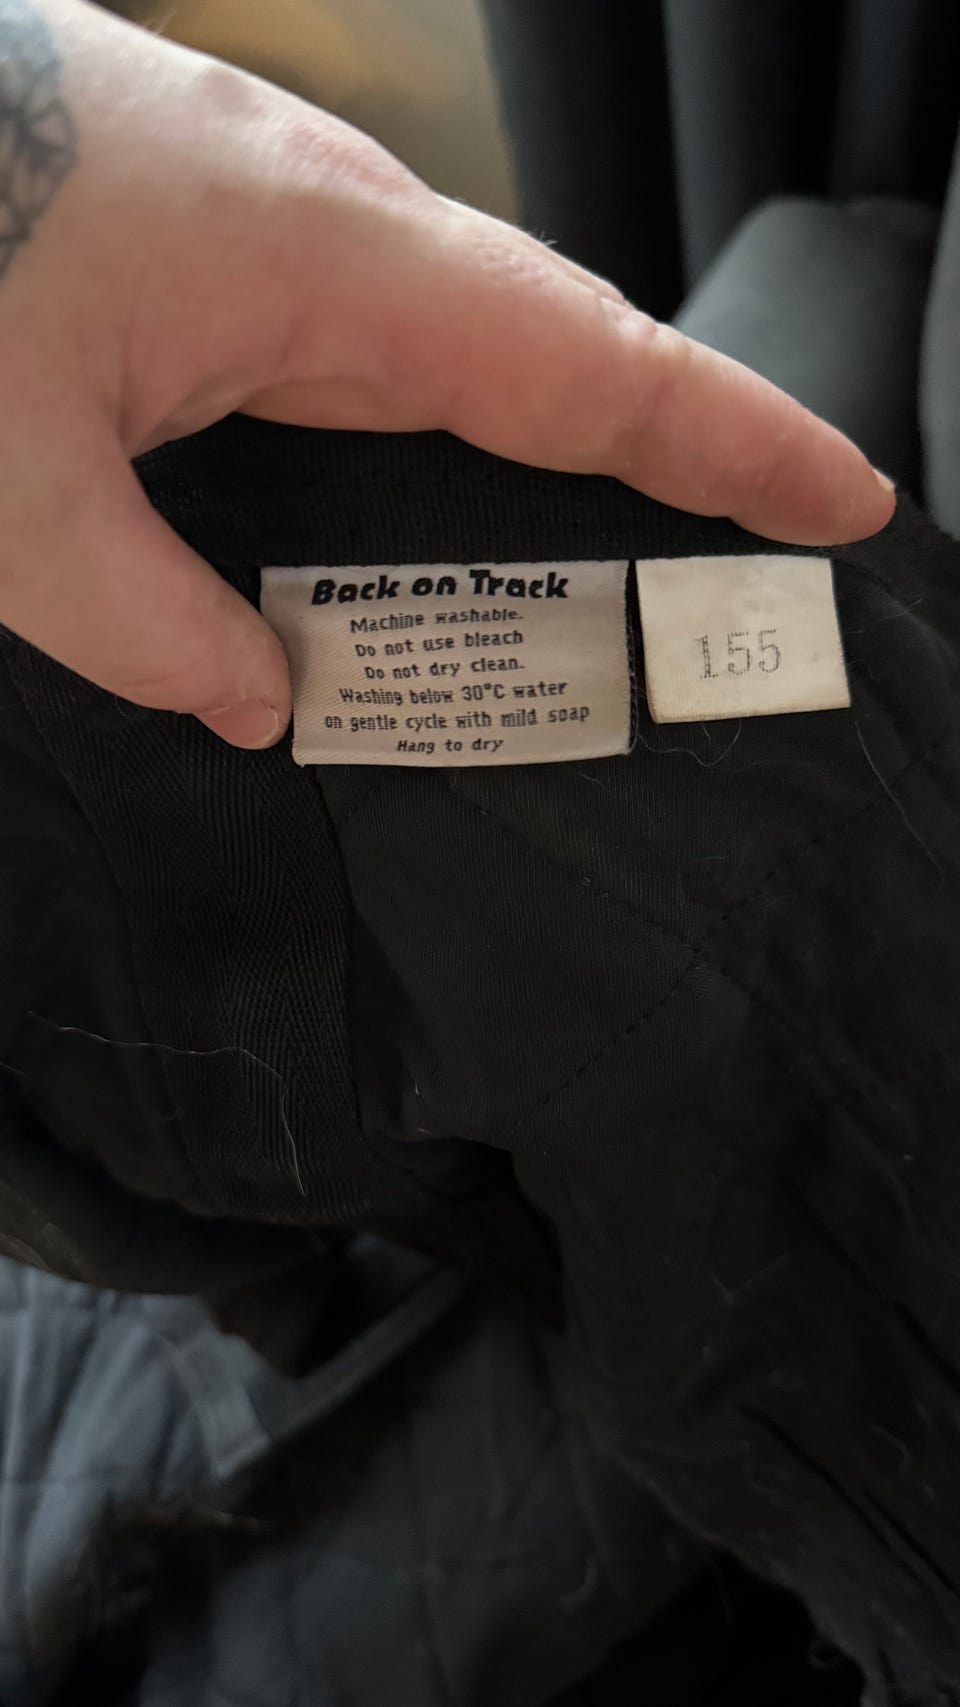 Back on Track
Machine washable.
Do not use bleach
Do not dry clean.
Washing below 30°C water
on gentle cycle with mild soap
Hang to dry
155